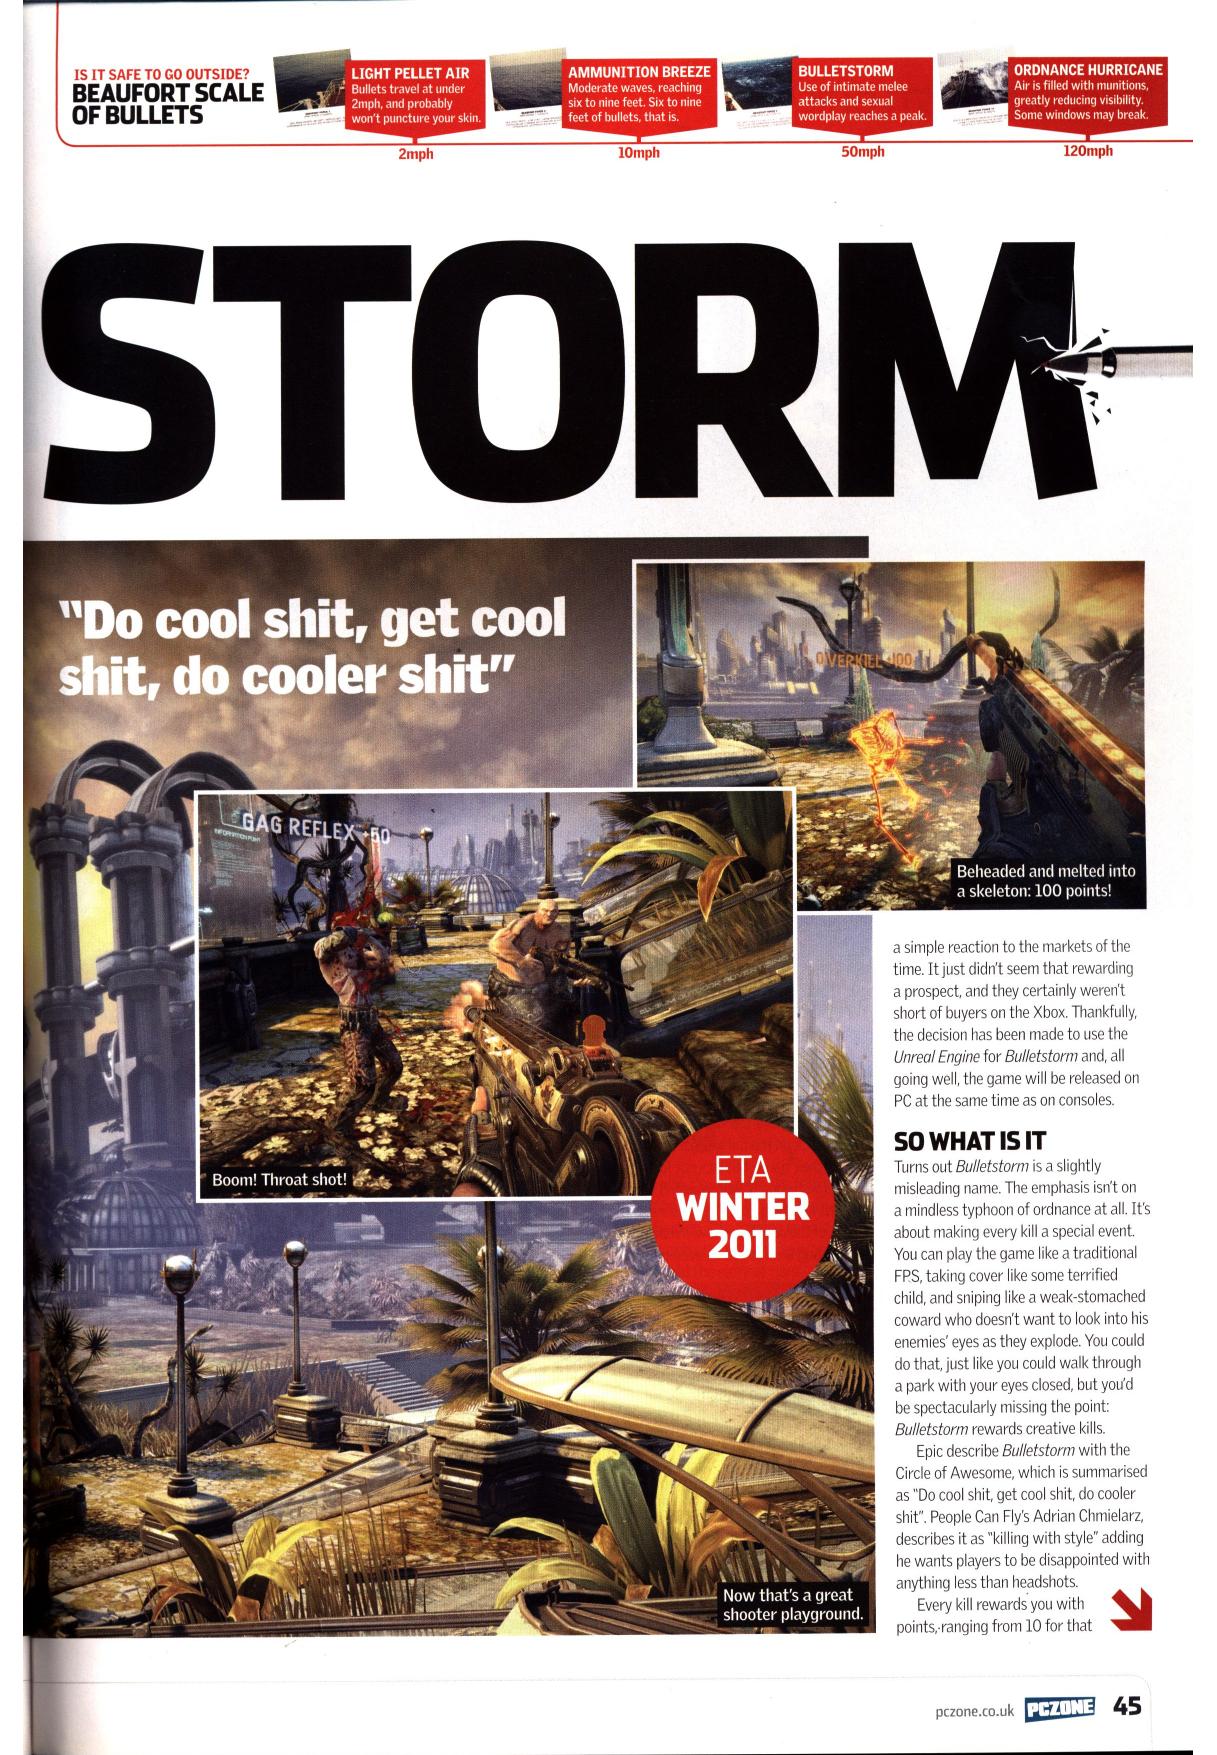 IS IT SAFE TO GO OUTSIDE?
BEAUFORT SCALE
OF BULLETS
LIGHT PELLET AIR
Bullets travel at under
2mph, and probably
won't puncture your skin.
2mph
AMMUNITION BREEZE
Moderate waves, reaching
six to nine feet. Six to nine
feet of bullets, that is.
10mph
BULLETSTORM
Use of intimate melee
attacks and sexual
wordplay reaches a peak.
50mph
ORDNANCE HURRICANE
Air is filled with munitions,
greatly reducing visibility.
Some windows may break.
120mph
STORM
"Do cool shit, get cool
shit, do cooler shit"
OVERKILL +100
Beheaded and melted into
a skeleton: 100 points!
GAG REFLEX +50
INFORMATION POINT
Boom! Throat shot!
ETA
WINTER
2011
Now that's a great
shooter playground.
a simple reaction to the markets of the
time. It just didn't seem that rewarding
a prospect, and they certainly weren't
short of buyers on the Xbox. Thankfully,
the decision has been made to use the
Unreal Engine for Bulletstorm and, all
going well, the game will be released on
PC at the same time as on consoles.
SO WHAT IS IT
Turns out Bulletstorm is a slightly
misleading name. The emphasis isn't on
a mindless typhoon of ordnance at all. It's
about making every kill a special event.
You can play the game like a traditional
FPS, taking cover like some terrified
child, and sniping like a weak-stomached
coward who doesn't want to look into his
enemies' eyes as they explode. You could
do that, just like you could walk through
a park with your eyes closed, but you'd
be spectacularly missing the point:
Bulletstorm rewards creative kills.
Epic describe Bulletstorm with the
Circle of Awesome, which is summarised
as "Do cool shit, get cool shit, do cooler
shit". People Can Fly's Adrian Chmielarz,
describes it as "killing with style" adding
he wants players to be disappointed with
anything less than headshots.
Every kill rewards you with
points, ranging from 10 for that
pczone.co.uk PCZONE 45